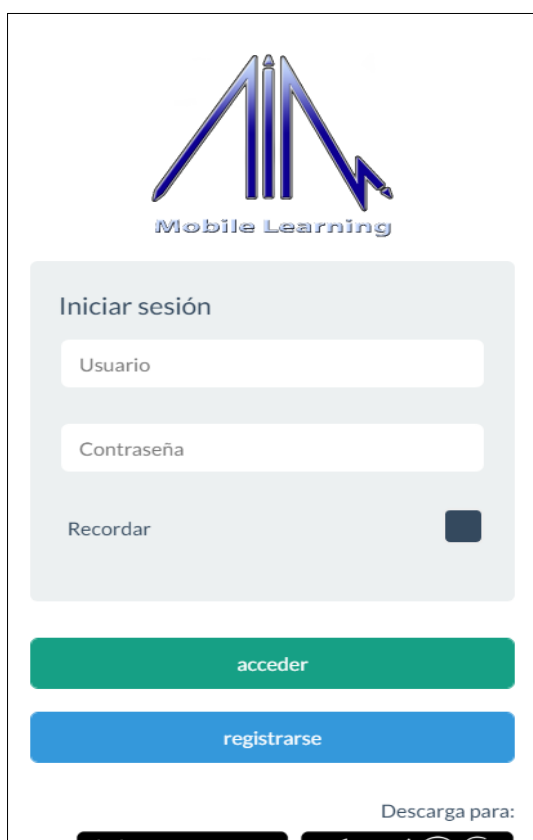 Mobile Learning
Iniciar sesión
Usuario
Contraseña
Recordar
acceder
registrarse
Descarga para: